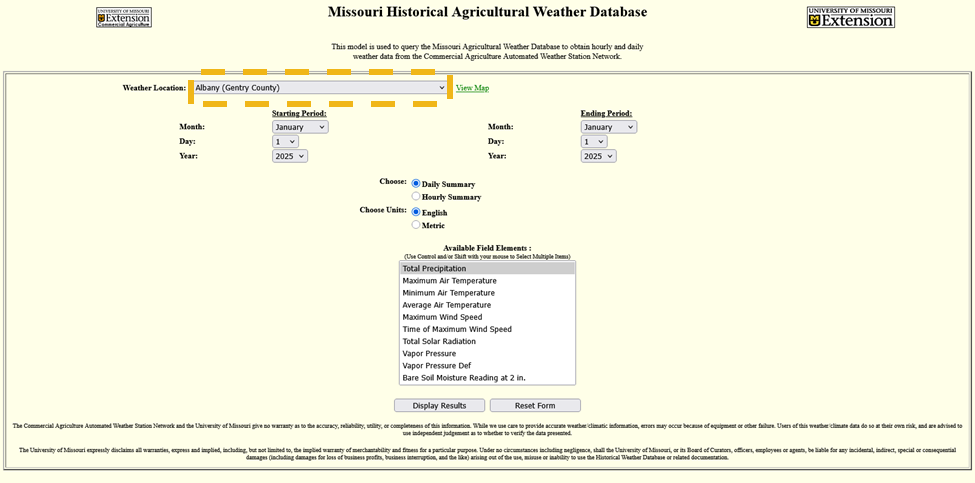 UNIVERSITY OF MISSOURI
Extension
Commercial Agriculture
Missouri Historical Agricultural Weather Database
UNIVERSITY OF MISSOURI
Extension
This model is used to query the Missouri Agricultural Weather Database to obtain hourly and daily
weather data from the Commercial Agriculture Automated Weather Station Network.
Weather Location: Albany (Gentry County) View Map
Starting Period: Ending Period:
Month: January Month: January
Day: 1 Day: 1
Year: 2025 Year: 2025
Choose: Daily Summary
Hourly Summary
Choose Units: English
Metric
Available Field Elements :
(Use Control and/or Shift with your mouse to Select Multiple Items)
Total Precipitation
Maximum Air Temperature
Minimum Air Temperature
Average Air Temperature
Maximum Wind Speed
Time of Maximum Wind Speed
Total Solar Radiation
Vapor Pressure
Vapor Pressure Def
Bare Soil Moisture Reading at 2 in.
Display Results Reset Form
The Commercial Agriculture Automated Weather Station Network and the University of Missouri give no warranty as to the accuracy, reliability, utility, or completeness of this information. While we use care to provide accurate weather/climatic information, errors may occur because of equipment or other failure. Users of this weather/climate data do so at their own risk, and are advised to
use independent judgement as to whether to verify the data presented.
The University of Missouri expressly disclaims all warranties, express and implied, including, but not limited to, the implied warranty of merchantability and fitness for a particular purpose. Under no circumstances including negligence, shall the University of Missouri, or its Board of Curators, officers, employees or agents, be liable for any incidental, indirect, special or consequential
damages (including damages for loss of business profits, business interruption, and the like) arising out of the use, misuse or inability to use the Historical Weather Database or related documentation.